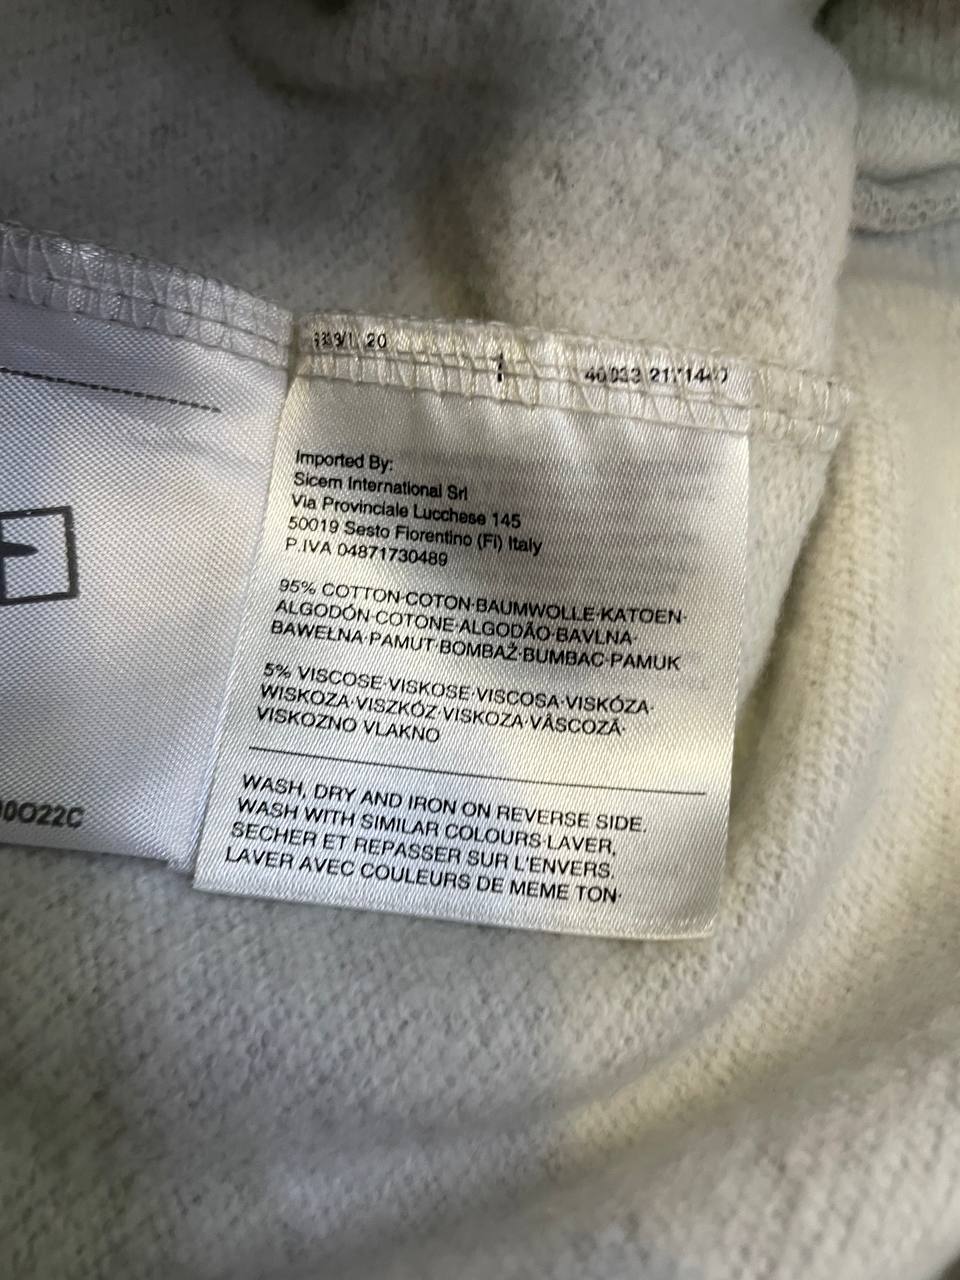 20
Imported By:
Sicem International Srl
Via Provinciale Lucchese 145
50019 Sesto Fiorentino (Fi) Italy
P.IVA 04871730489
95% COTTON·COTON·BAUMWOLLE·KATOEN·
ALGODÓN·COTONE·ALGODÃO·BAVLNA·
BAWEŁNA·PAMUT·BOMBAŽ·BUMBAC·PAMUK
5% VISCOSE·VISKOSE·VISCOSA·VISKÓZA·
WISKOZA·VISZKÓZ·VISKOZA·VÂSCOZĂ·
VISKOZNO VLAKNO
WASH, DRY AND IRON ON REVERSE SIDE.
WASH WITH SIMILAR COLOURS·LAVER,
SECHER ET REPASSER SUR L'ENVERS.
LAVER AVEC COULEURS DE MEME TON·